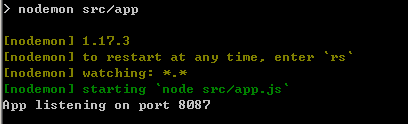 > nodemon src/app
[nodemon] 1.17.3
[nodemon] to restart at any time, enter `rs`
[nodemon] watching: *.*
[nodemon] starting `node src/app.js`
App listening on port 8087